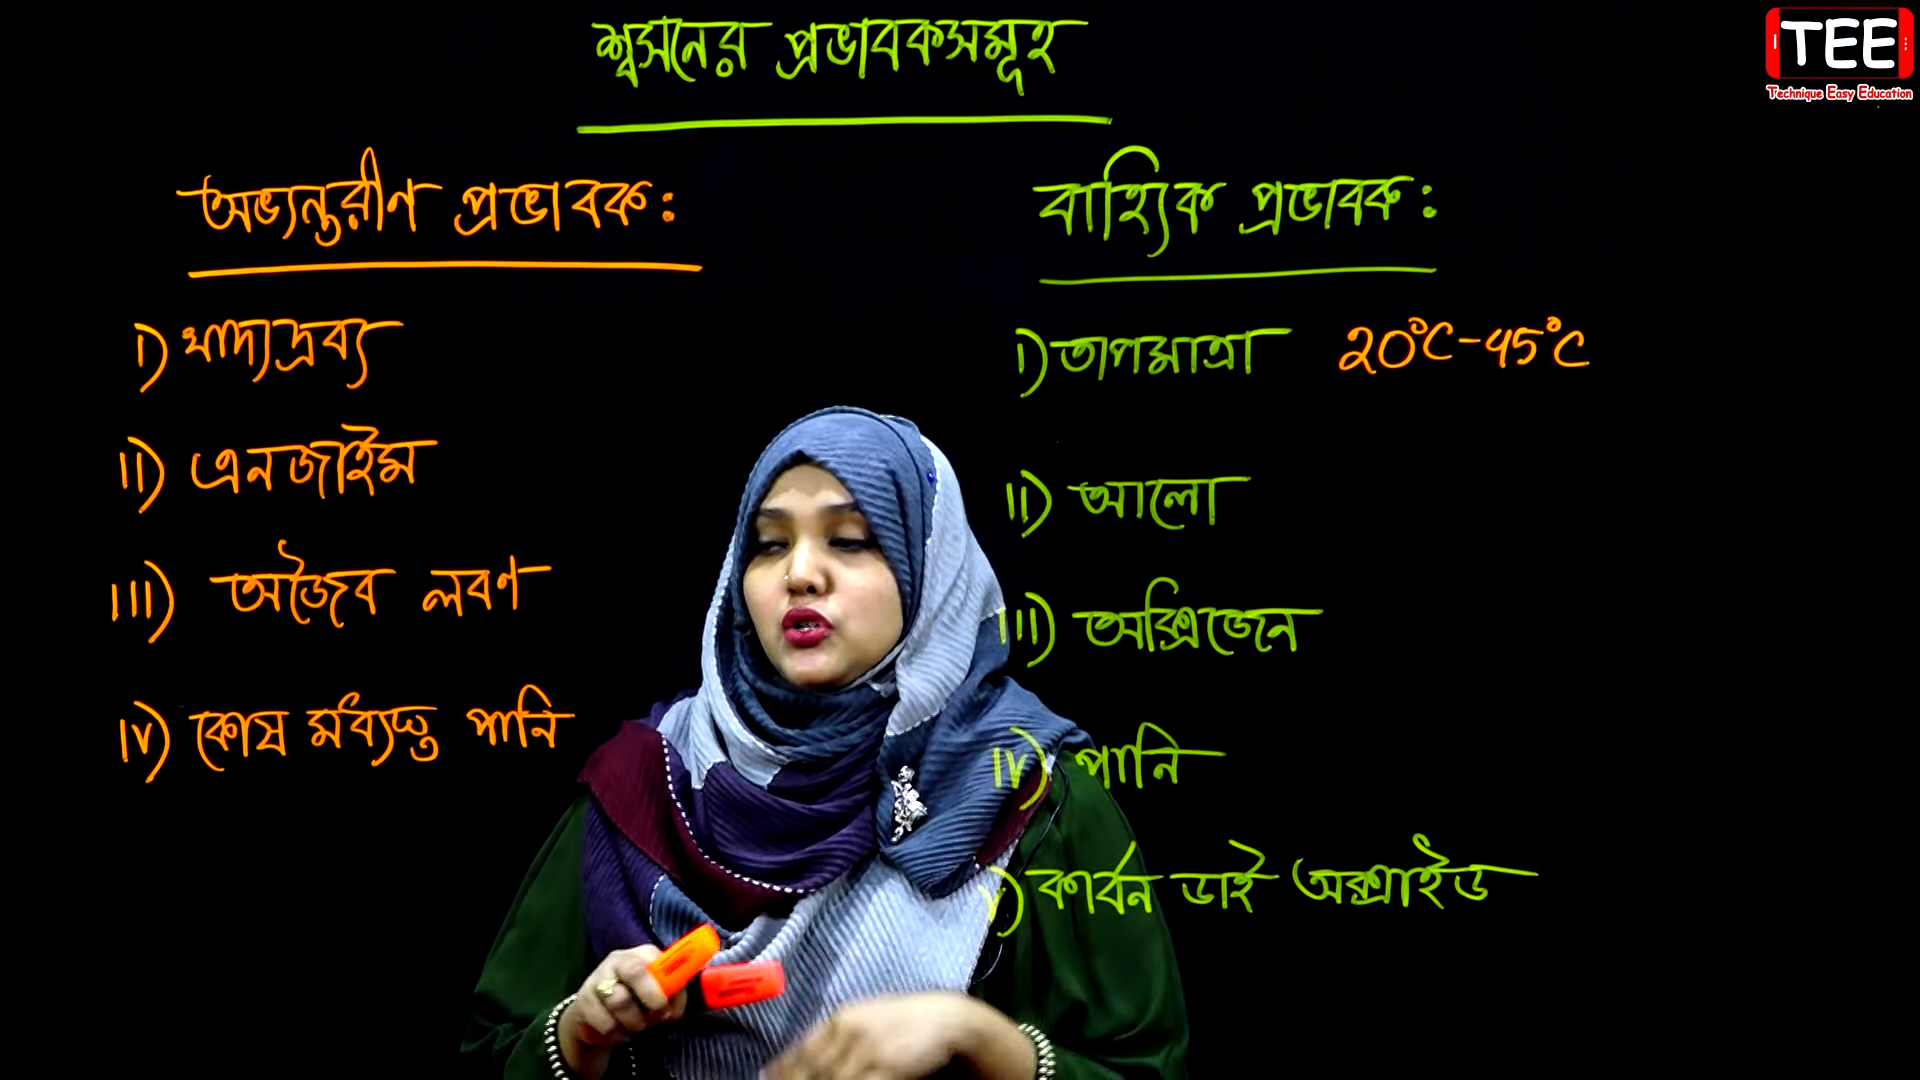 শ্বসনের প্রভাবকসমূহ
TEE
Technique Easy Education
অভ্যন্তরীণ প্রভাবক:
i) খাদ্যদ্রব্য
ii) এনজাইম
iii) অজৈব লবণ
iv) কোষ মধ্যস্থ পানি
বাহ্যিক প্রভাবক:
i) তাপমাত্রা 20°C-45°C
ii) আলো
iii) অক্সিজেন
iv) পানি
v) কার্বন ডাই অক্সাইড